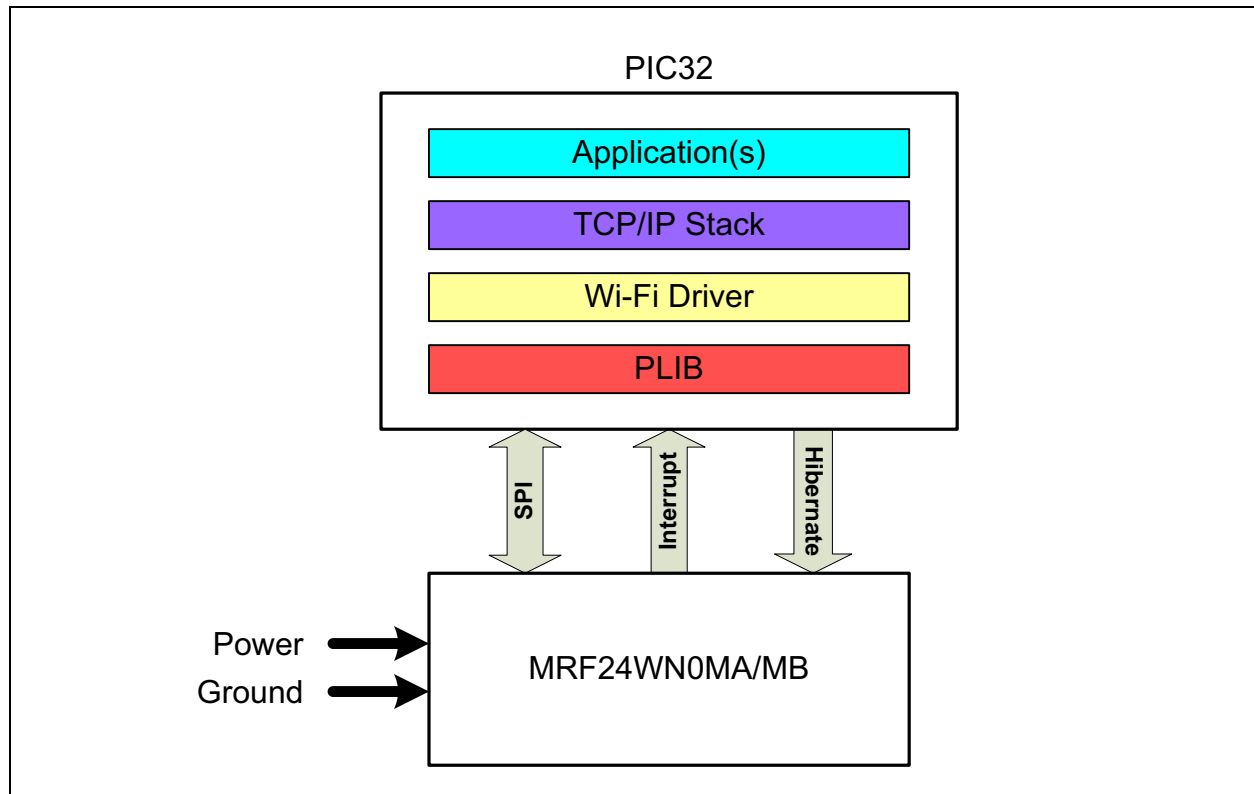 PIC32
Application(s)
TCP/IP Stack
Wi-Fi Driver
PLIB
SPI
Interrupt
Hibernate
Power
Ground
MRF24WN0MA/MB